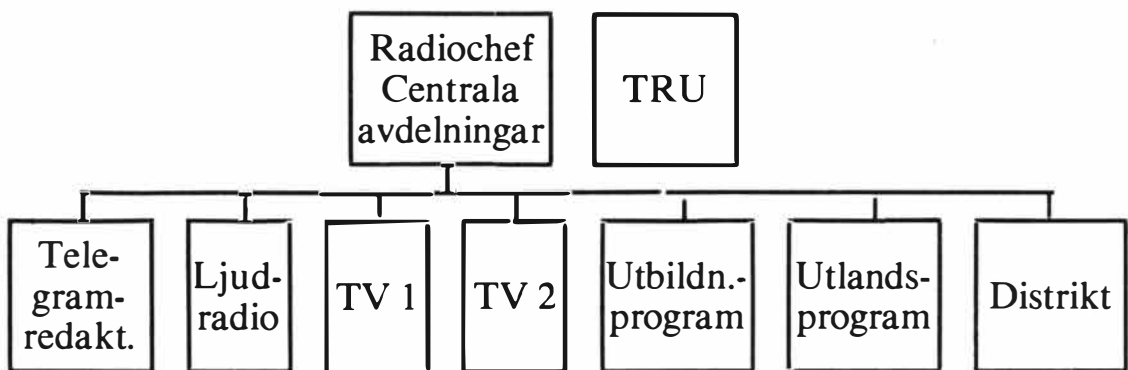 Radiochef
Centrala
avdelningar
TRU
Tele-
gram-
redakt.
Ljud-
radio
TV 1
TV 2
Utbildn.-
program
Utlands-
program
Distrikt